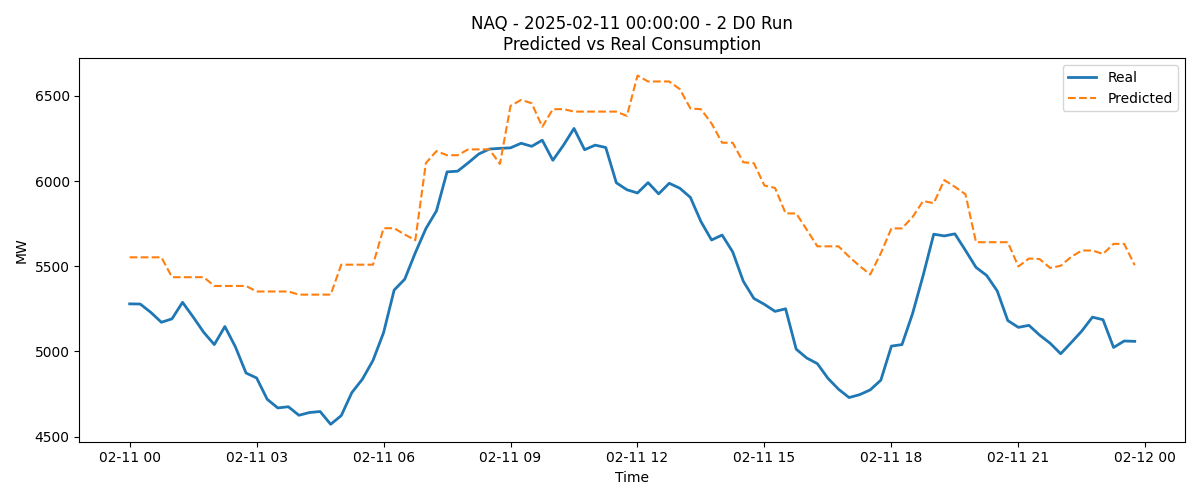 NAQ - 2025-02-11 00:00:00 - 2 D0 Run
Predicted vs Real Consumption
Real
Predicted
MW
6500
6000
5500
5000
4500
02-11 00
02-11 03
02-11 06
02-11 09
02-11 12
02-11 15
02-11 18
02-11 21
02-12 00
Time